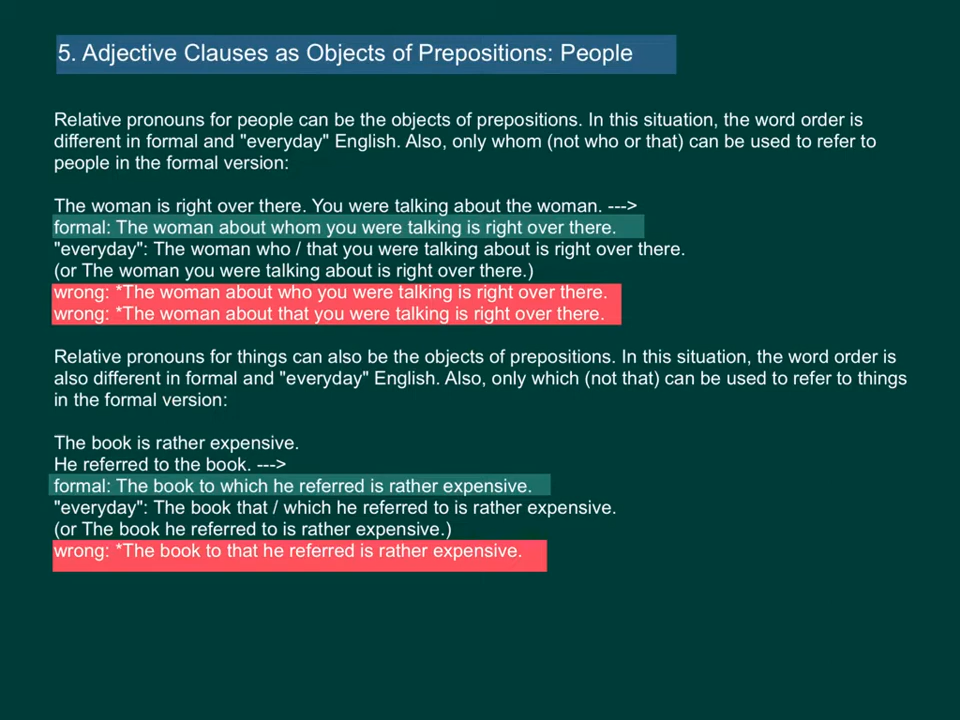 5. Adjective Clauses as Objects of Prepositions: People
Relative pronouns for people can be the objects of prepositions. In this situation, the word order is
different in formal and "everyday" English. Also, only whom (not who or that) can be used to refer to
people in the formal version:
The woman is right over there. You were talking about the woman. --->
formal: The woman about whom you were talking is right over there.
"everyday": The woman who / that you were talking about is right over there.
(or The woman you were talking about is right over there.)
wrong: *The woman about who you were talking is right over there.
wrong: *The woman about that you were talking is right over there.
Relative pronouns for things can also be the objects of prepositions. In this situation, the word order is
also different in formal and "everyday" English. Also, only which (not that) can be used to refer to things
in the formal version:
The book is rather expensive.
He referred to the book. --->
formal: The book to which he referred is rather expensive.
"everyday": The book that / which he referred to is rather expensive.
(or The book he referred to is rather expensive.)
wrong: *The book to that he referred is rather expensive.